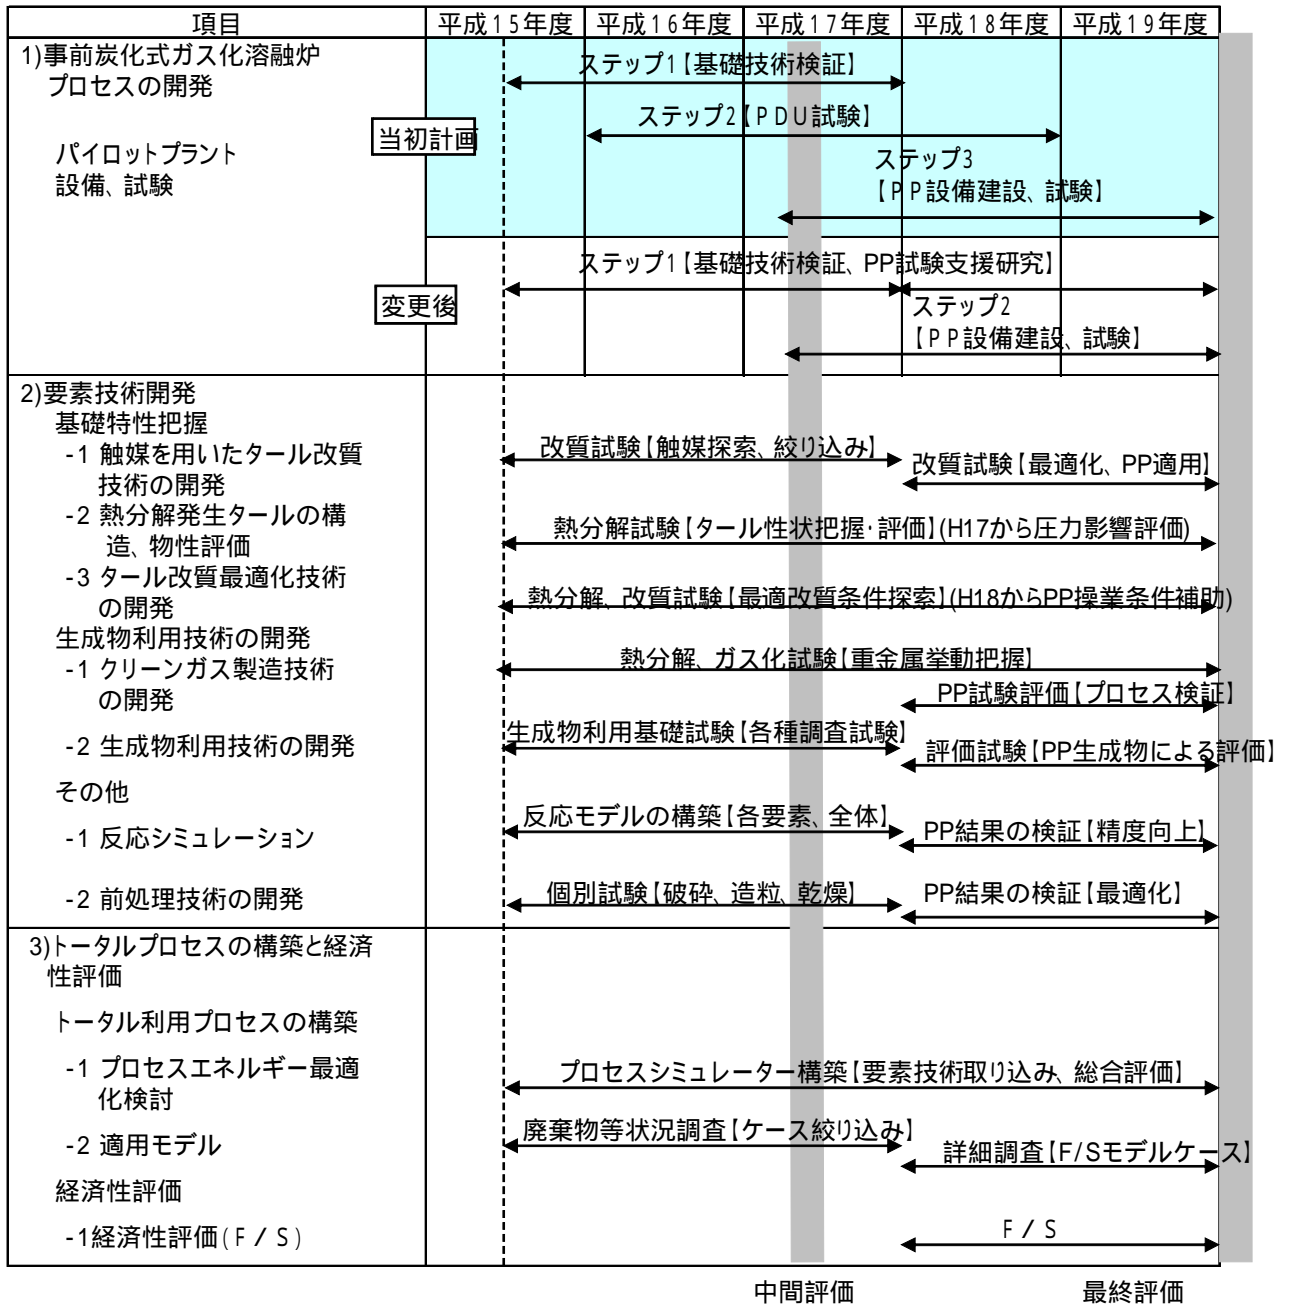 項目 平成15年度 平成16年度 平成17年度 平成18年度 平成19年度
1)事前炭化式ガス化溶融炉
プロセスの開発
ステップ1【基礎技術検証】
当初計画
ステップ2【PDU試験】
パイロットプラント
設備、試験
ステップ3
【PP設備建設、試験】
変更後
ステップ1【基礎技術検証、PP試験支援研究】
ステップ2
【PP設備建設、試験】
2)要素技術開発
基礎特性把握
-1 触媒を用いたタール改質
技術の開発
改質試験【触媒探索、絞り込み】
改質試験【最適化、PP適用】
-2 熱分解発生タールの構
造、物性評価
熱分解試験【タール性状把握・評価】(H17から圧力影響評価)
-3 タール改質最適化技術
の開発
熱分解、改質試験【最適改質条件探索】(H18からPP操業条件補助)
生成物利用技術の開発
-1 クリーンガス製造技術
の開発
熱分解、ガス化試験【重金属挙動把握】
PP試験評価【プロセス検証】
-2 生成物利用技術の開発
生成物利用基礎試験【各種調査試験】
評価試験【PP生成物による評価】
その他
-1 反応シミュレーション
反応モデルの構築【各要素、全体】
PP結果の検証【精度向上】
-2 前処理技術の開発
個別試験【破砕、造粒、乾燥】
PP結果の検証【最適化】
3)トータルプロセスの構築と経済
性評価
トータル利用プロセスの構築
-1 プロセスエネルギー最適
化検討
プロセスシミュレーター構築【要素技術取り込み、総合評価】
-2 適用モデル
廃棄物等状況調査【ケース絞り込み】
詳細調査【F/Sモデルケース】
経済性評価
-1経済性評価(F/S)
F/S
中間評価 最終評価